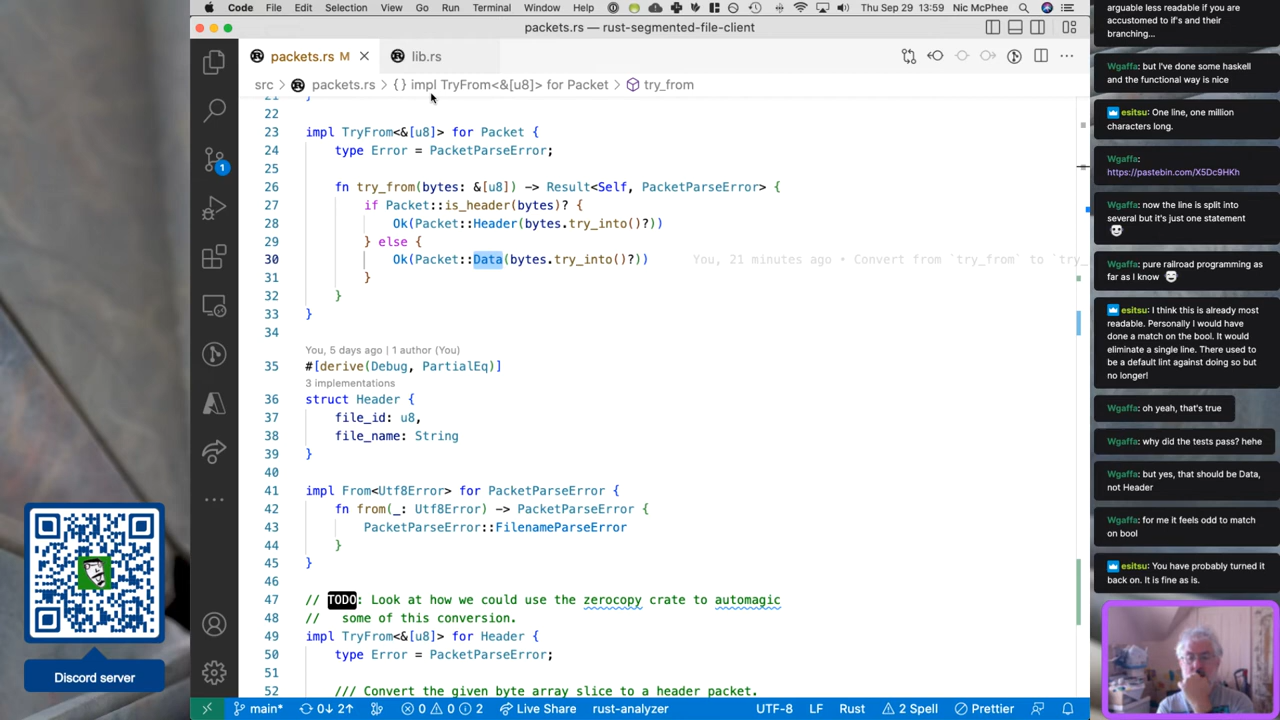 Code File Edit Selection View Go Run Terminal Window Help Thu Sep 29 13:59 Nic McPhee
packets.rs — rust-segmented-file-client
packets.rs M lib.rs
src > packets.rs > {} impl TryFrom<&[u8]> for Packet > try_from
22
23 impl TryFrom<&[u8]> for Packet {
24 type Error = PacketParseError;
25
26 fn try_from(bytes: &[u8]) -> Result<Self, PacketParseError> {
27 if Packet::is_header(bytes)? {
28 Ok(Packet::Header(bytes.try_into()?))
29 } else {
30 Ok(Packet::Data(bytes.try_into()?)) You, 21 minutes ago • Convert from `try_from` to `try_
31 }
32 }
33 }
34
You, 5 days ago | 1 author (You)
35 #[derive(Debug, PartialEq)]
3 implementations
36 struct Header {
37 file_id: u8,
38 file_name: String
39 }
40
41 impl From<Utf8Error> for PacketParseError {
42 fn from(_: Utf8Error) -> PacketParseError {
43 PacketParseError::FilenameParseError
44 }
45 }
46
47 // TODO: Look at how we could use the zerocopy crate to automagic
48 // some of this conversion.
49 impl TryFrom<&[u8]> for Header {
50 type Error = PacketParseError;
51
52 /// Convert the given byte array slice to a header packet.
1
main* 0↓ 2↑ 0 0 2 Live Share rust-analyzer UTF-8 LF Rust 2 Spell Prettier
Discord server
arguable less readable if you are
accustomed to if's and their
branching...
Wgaffa: but I've done some haskell
and the functional way is nice
esitsu: One line, one million
characters long.
Wgaffa:
https://pastebin.com/X5Dc9HKh
Wgaffa: now the line is split into
several but it's just one statement
Wgaffa: pure railroad programming as
far as I know
esitsu: I think this is already most
readable. Personally I would have
done a match on the bool. It would
eliminate a single line. There used to
be a default lint against doing so but
no longer!
Wgaffa: oh yeah, that's true
Wgaffa: why did the tests pass? hehe
Wgaffa: but yes, that should be Data,
not Header
Wgaffa: for me it feels odd to match
on bool
esitsu: You have probably turned it
back on. It is fine as is.